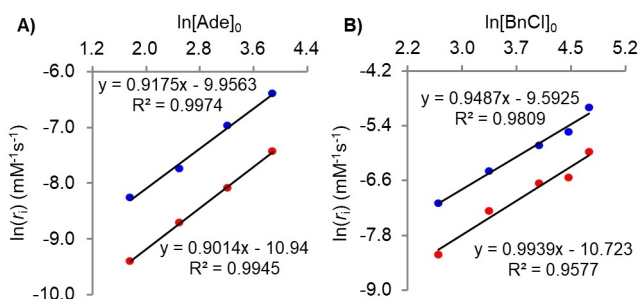 A)
ln[Ade]₀
1.2 2.0 2.8 3.6 4.4
-6.0
-7.0
-8.0
-9.0
-10.0
ln(rᵢ) (mM⁻¹s⁻¹)
y = 0.9175x - 9.9563
R² = 0.9974
y = 0.9014x - 10.94
R² = 0.9945
B)
ln[BnCl]₀
2.2 3.0 3.7 4.5 5.2
-4.2
-5.4
-6.6
-7.8
-9.0
ln(rᵢ) (mM⁻¹s⁻¹)
y = 0.9487x - 9.5925
R² = 0.9809
y = 0.9939x - 10.723
R² = 0.9577